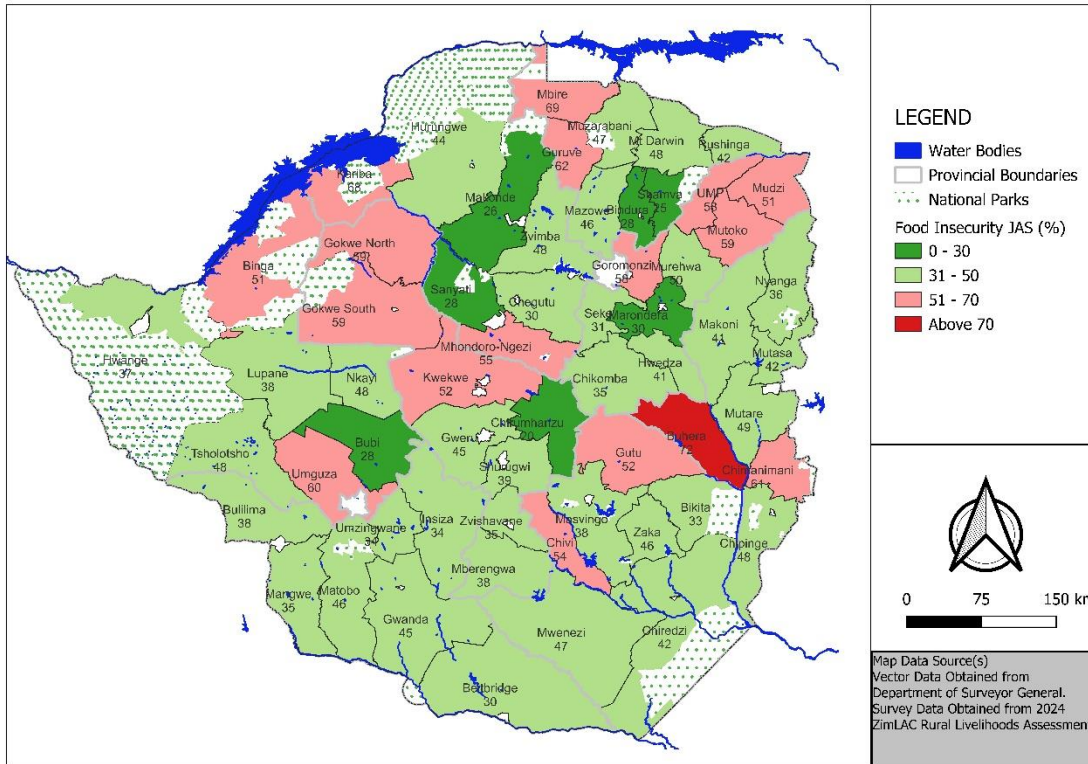 Mbire
69
Muzarabani
47
Hurungwe
44
Mt Darwin
48
Rushinga
42
Guruve
62
Kariba
68
Makonde
26
Shamva
25
UMP
Mudzi
51
Mazowe
46
Bindura
28
Mutoko
59
Zvimba
48
Gokwe North
59
Goromonzi
Murehwa
50
Binga
51
Nyanga
36
Sanyati
28
Chegutu
30
Gokwe South
59
Seke
31
Marondera
30
Makoni
41
Mhondoro-Ngezi
55
Hwange
37
Hwedza
41
Mutasa
42
Lupane
38
Nkayi
48
Kwekwe
52
Chikomba
35
Mutare
49
Chirumhanzu
20
Buhera
72
Bubi
28
Gweru
45
Gutu
52
Tsholotsho
48
Shurugwi
39
Chimanimani
61
Umguza
60
Bulilima
38
Insiza
34
Zvishavane
35
Masvingo
38
Bikita
33
Umzingwane
34
Zaka
46
Chipinge
48
Chivi
54
Mberengwa
38
Mangwe
35
Matobo
46
Gwanda
45
Mwenezi
47
Chiredzi
42
Beitbridge
30
LEGEND
Water Bodies
Provincial Boundaries
National Parks
Food Insecurity JAS (%)
0 - 30
31 - 50
51 - 70
Above 70
0 75 150 km
Map Data Source(s)
Vector Data Obtained from
Department of Surveyor General.
Survey Data Obtained from 2024
ZimLAC Rural Livelihoods Assessmen